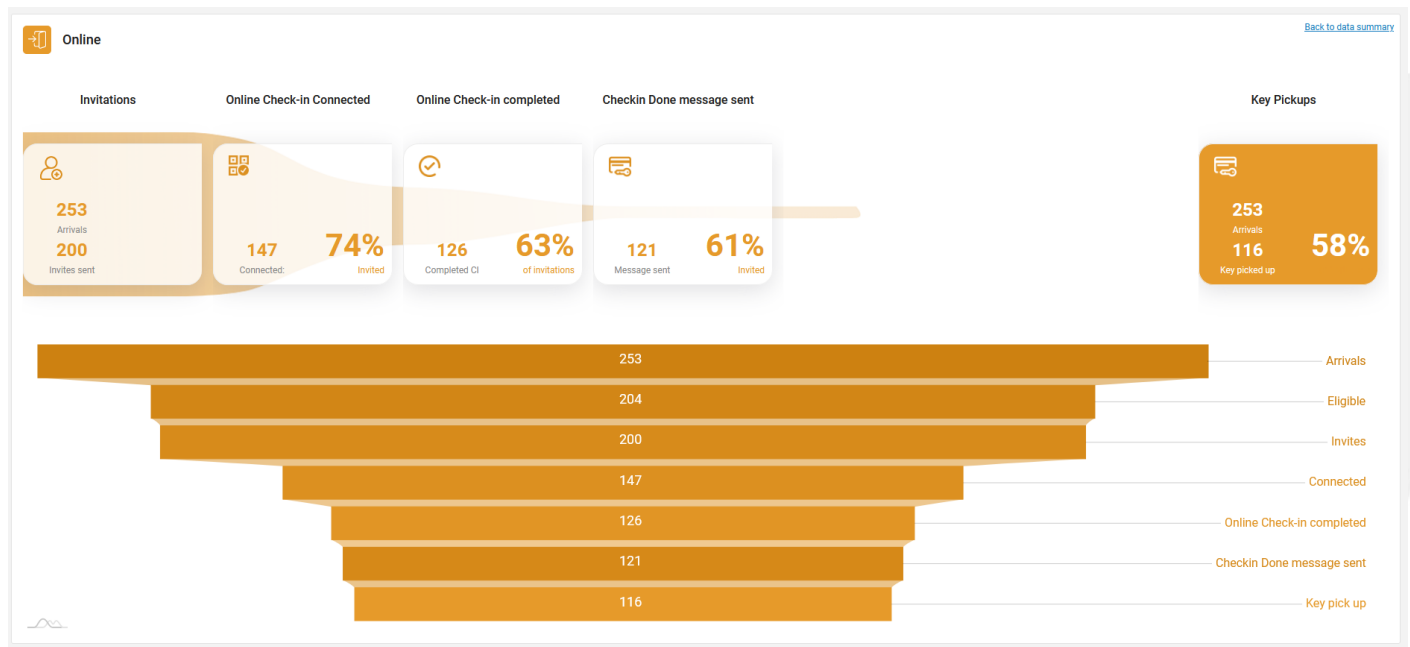 Online
Back to data summary
Invitations
Online Check-in Connected
Online Check-in completed
Checkin Done message sent
Key Pickups
253
Arrivals
200
Invites sent
147
Connected:
74%
Invited
126
Completed CI
63%
of invitations
121
Message sent
61%
Invited
253
Arrivals
116
Key picked up
58%
253 Arrivals
204 Eligible
200 Invites
147 Connected
126 Online Check-in completed
121 Checkin Done message sent
116 Key pick up